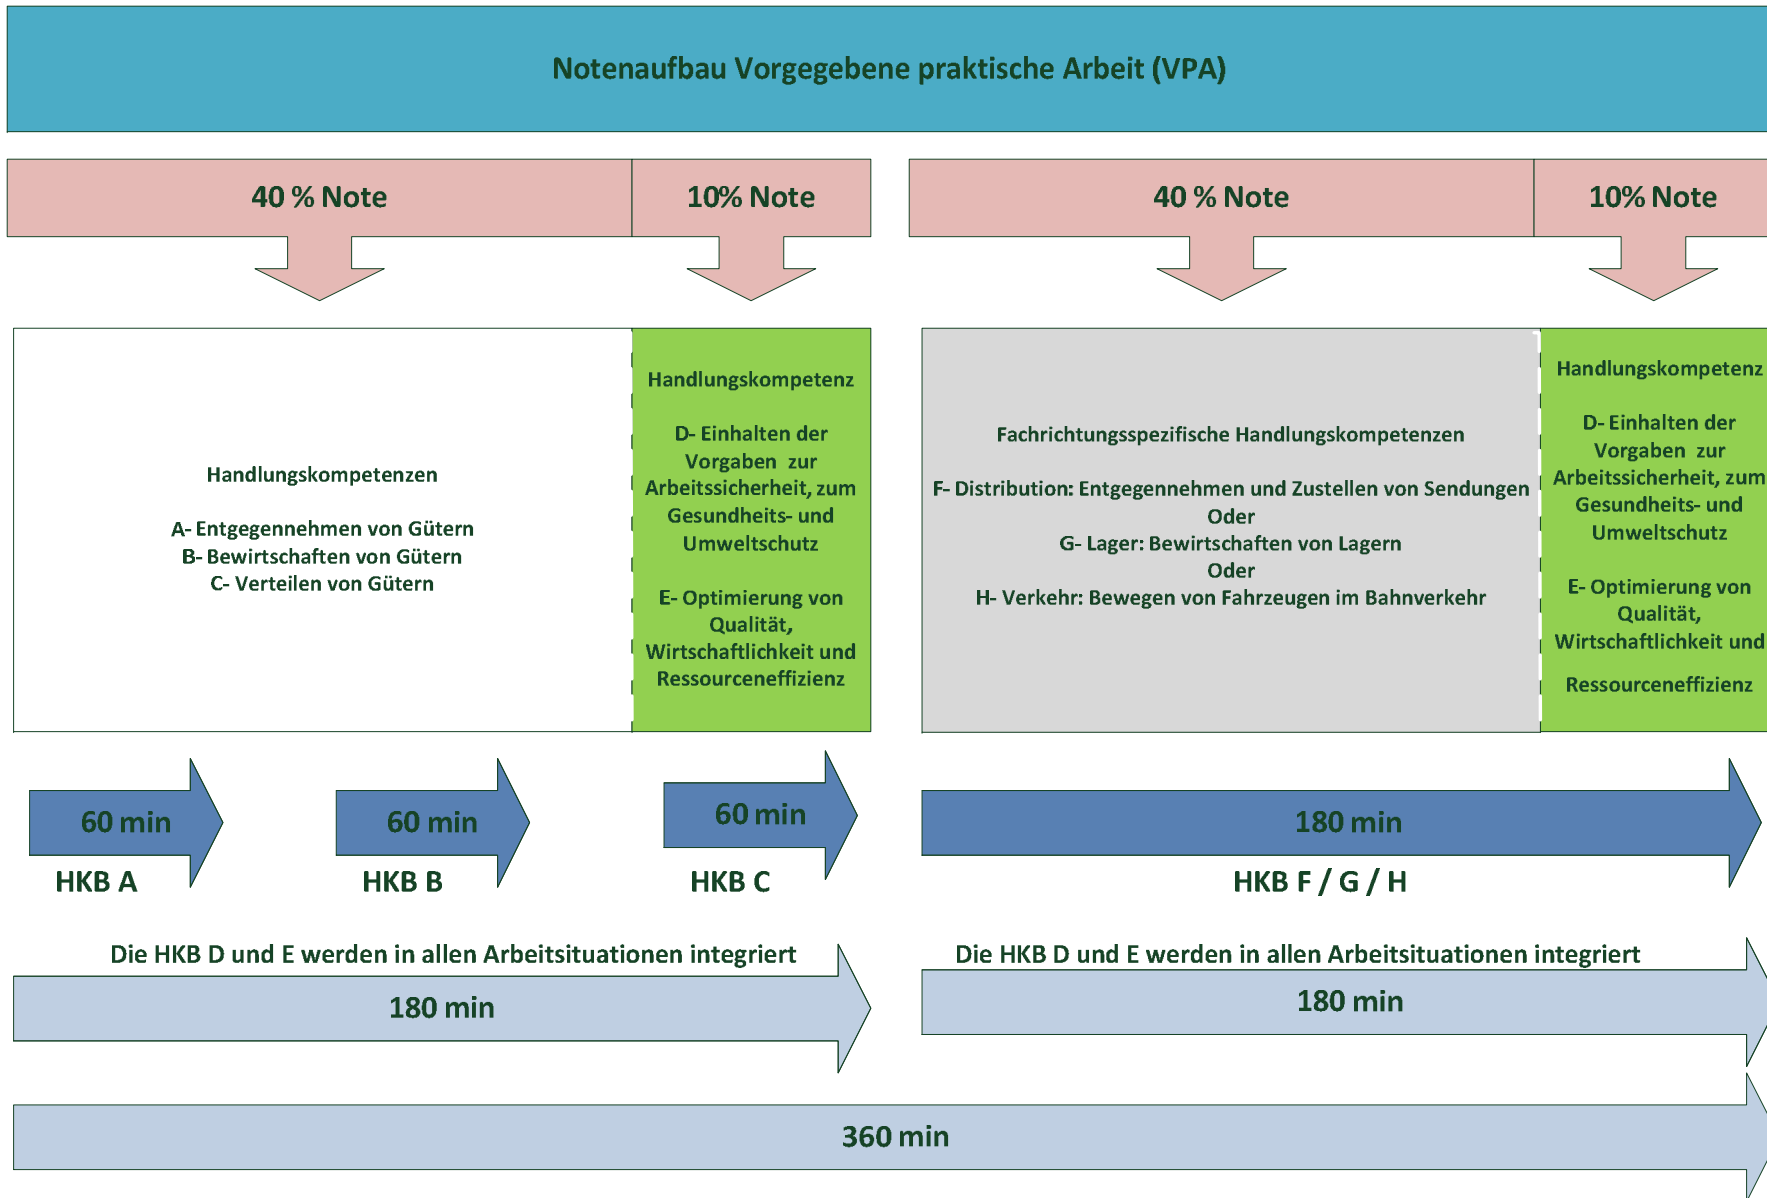 Notenaufbau Vorgegebene praktische Arbeit (VPA)
40 % Note
10% Note
40 % Note
10% Note
Handlungskompetenzen
A- Entgegennehmen von Gütern
B- Bewirtschaften von Gütern
C- Verteilen von Gütern
Handlungskompetenz
D- Einhalten der
Vorgaben zur
Arbeitssicherheit, zum
Gesundheits- und
Umweltschutz
E- Optimierung von
Qualität,
Wirtschaftlichkeit und
Ressourceneffizienz
Fachrichtungsspezifische Handlungskompetenzen
F- Distribution: Entgegennehmen und Zustellen von Sendungen
Oder
G- Lager: Bewirtschaften von Lagern
Oder
H- Verkehr: Bewegen von Fahrzeugen im Bahnverkehr
Handlungskompetenz
D- Einhalten der
Vorgaben zur
Arbeitssicherheit, zum
Gesundheits- und
Umweltschutz
E- Optimierung von
Qualität,
Wirtschaftlichkeit und
Ressourceneffizienz
60 min
60 min
60 min
180 min
HKB A
HKB B
HKB C
HKB F / G / H
Die HKB D und E werden in allen Arbeitsituationen integriert
Die HKB D und E werden in allen Arbeitsituationen integriert
180 min
180 min
360 min